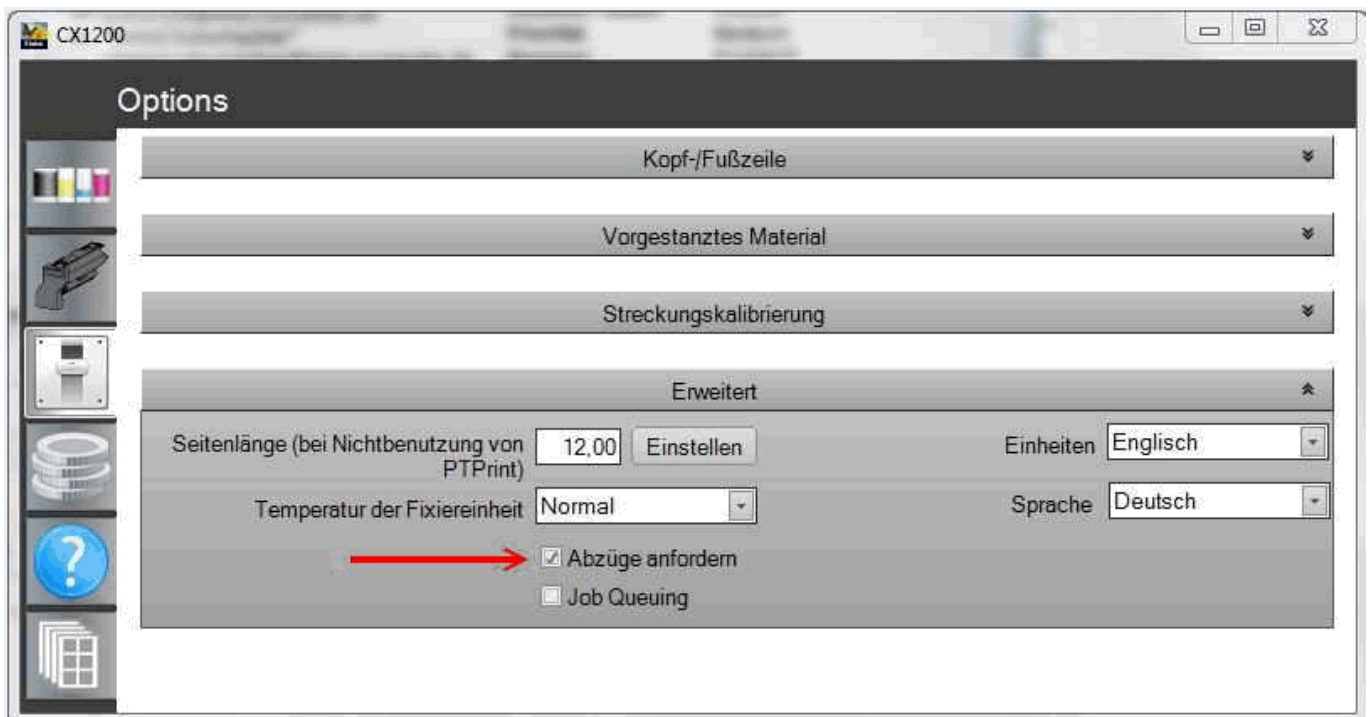 CX1200
Options
Kopf-/Fußzeile
Vorgestanztes Material
Streckungskalibrierung
Erweitert
Seitenlänge (bei Nichtbenutzung von
PTPrint)
12,00
Einstellen
Einheiten
Englisch
Temperatur der Fixiereinheit
Normal
Sprache
Deutsch
Abzüge anfordern
Job Queuing